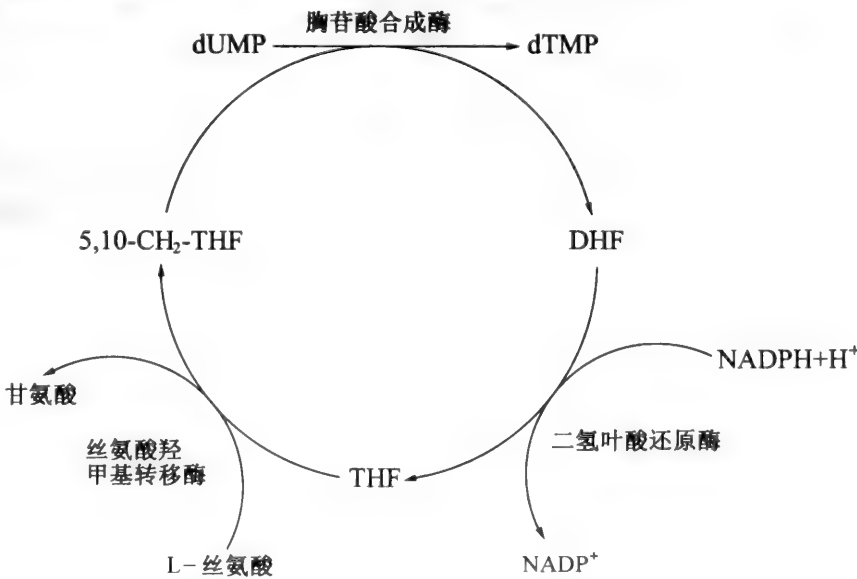 胸苷酸合成酶
dUMP
dTMP
5,10-CH₂-THF
DHF
NADPH+H⁺
甘氨酸
二氢叶酸还原酶
丝氨酸羟
甲基转移酶
THF
L-丝氨酸
NADP⁺